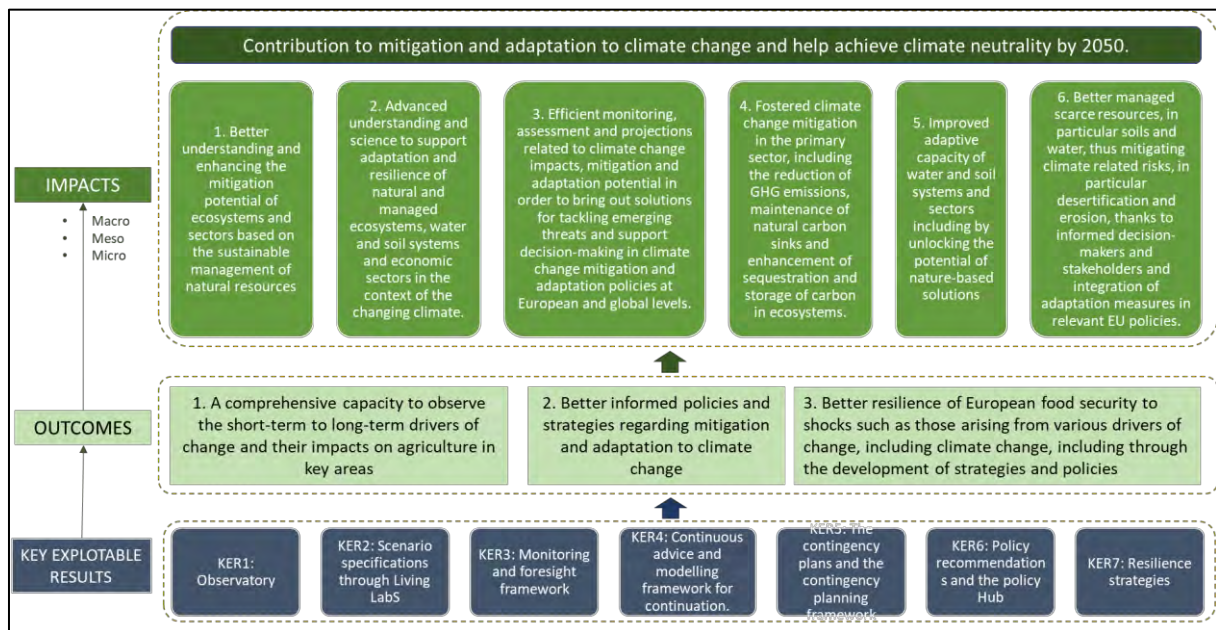 Contribution to mitigation and adaptation to climate change and help achieve climate neutrality by 2050.
IMPACTS
• Macro
• Meso
• Micro
1. Better
understanding and
enhancing the
mitigation
potential of
ecosystems and
sectors based on
the sustainable
management of
natural resources
2. Advanced
understanding and
science to support
adaptation and
resilience of
natural and
managed
ecosystems, water
and soil systems
and economic
sectors in the
context of the
changing climate.
3. Efficient monitoring,
assessment and projections
related to climate change
impacts, mitigation and
adaptation potential in
order to bring out solutions
for tackling emerging
threats and support
decision-making in climate
change mitigation and
adaptation policies at
European and global levels.
4. Fostered climate
change mitigation
in the primary
sector, including
the reduction of
GHG emissions,
maintenance of
natural carbon
sinks and
enhancement of
sequestration and
storage of carbon
in ecosystems.
5. Improved
adaptive
capacity of
water and soil
systems and
sectors
including by
unlocking the
potential of
nature-based
solutions
6. Better managed
scarce resources, in
particular soils and
water, thus mitigating
climate related risks, in
particular
desertification and
erosion, thanks to
informed decision-
makers and
stakeholders and
integration of
adaptation measures in
relevant EU policies.
OUTCOMES
1. A comprehensive capacity to observe
the short-term to long-term drivers of
change and their impacts on agriculture in
key areas
2. Better informed policies and
strategies regarding mitigation
and adaptation to climate
change
3. Better resilience of European food security to
shocks such as those arising from various drivers of
change, including climate change, including through
the development of strategies and policies
KEY EXPLOTABLE
RESULTS
KER1:
Observatory
KER2: Scenario
specifications
through Living
LabS
KER3: Monitoring
and foresight
framework
KER4: Continuous
advice and
modelling
framework for
continuation.
KER5: The
contingency
plans and the
contingency
planning
framework
KER6: Policy
recommendation
s and the policy
Hub
KER7: Resilience
strategies